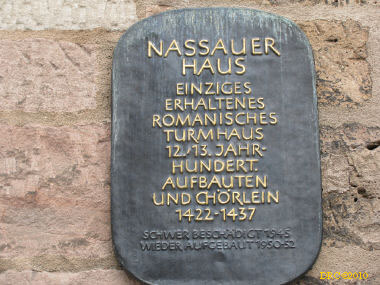 NASSAUER
HAUS
EINZIGES
ERHALTENES
ROMANISCHES
TURMHAUS
12./13. JAHR-
HUNDERT.
AUFBAUTEN
UND CHÖRLEIN
1422-1437
SCHWER BESCHÄDIGT 1945
WIEDER AUFGEBAUT 1950-52